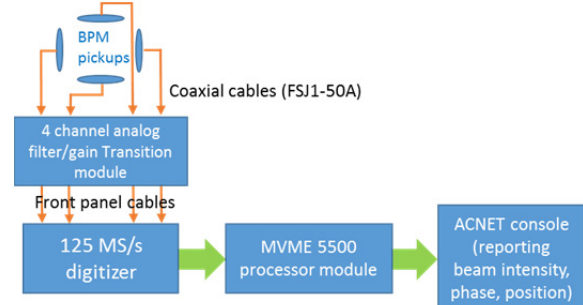 BPM
pickups
Coaxial cables (FSJ1-50A)
4 channel analog
filter/gain Transition
module
Front panel cables
125 MS/s
digitizer
MVME 5500
processor module
ACNET console
(reporting
beam intensity,
phase, position)